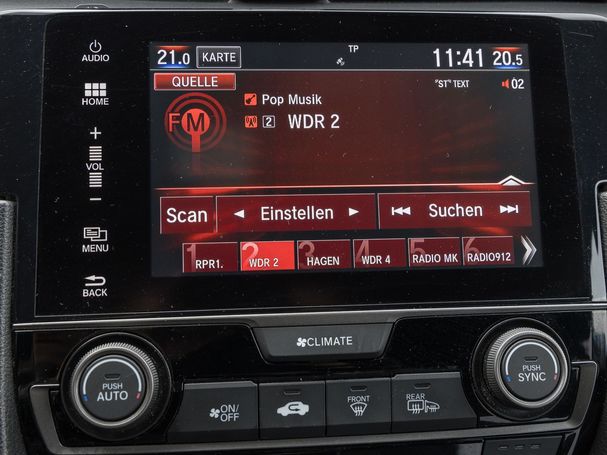 AUDIO
HOME
VOL
MENU
BACK
21.0 KARTE TP 11:41 20.5
QUELLE "ST" TEXT 02
FM
Pop Musik
2 WDR 2
Scan Einstellen Suchen
1 RPR1. 2 WDR 2 3 HAGEN 4 WDR 4 5 RADIO MK 6 RADIO912
CLIMATE
PUSH AUTO
ON/OFF
FRONT
REAR
PUSH SYNC